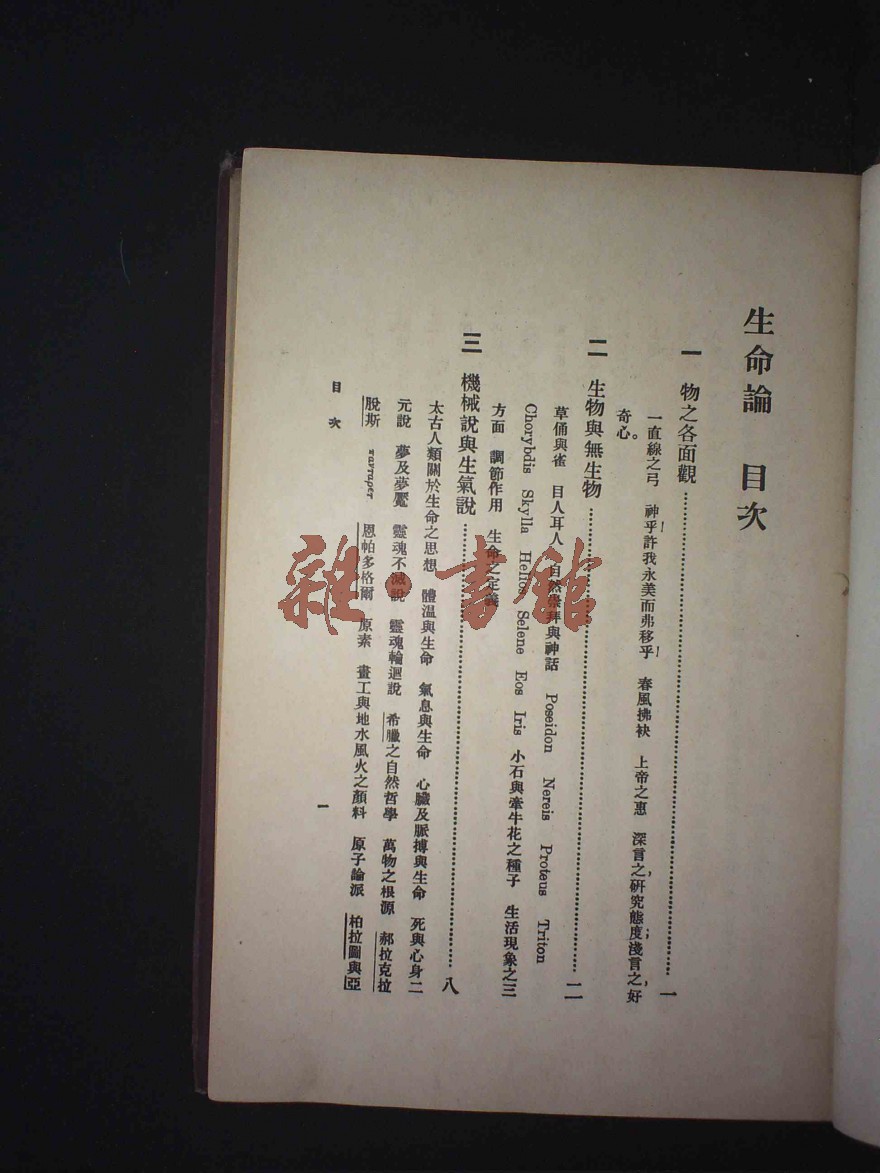 生命論 目次
一 物之各面觀……………一
一直線之弓 神乎!許我永美而弗移乎! 春風拂袂 上帝之惠 深言之,研究態度;淺言之,好
奇心。
二 生物與無生物……………二
草俑與雀 目人耳人 自然崇拜與神話 Poseidon Nereis Proteus Triton
Chorybdis Skylla Helios Selene Eos Iris 小石與牽牛花之種子 生活現象之三
方面 調節作用 生命之定義
三 機械說與生氣說……………八
太古人類關於生命之思想 體溫與生命 氣息與生命 心臟及脈搏與生命 死與心身二
元說 夢及夢魘 靈魂不滅說 靈魂輪迴說 希臘之自然哲學 萬物之根源 郝拉克拉
脫斯 恩帕多格爾 原素 畫工與地水風火之顏料 原子論派 柏拉圖與亞
目次
一
雜·書館